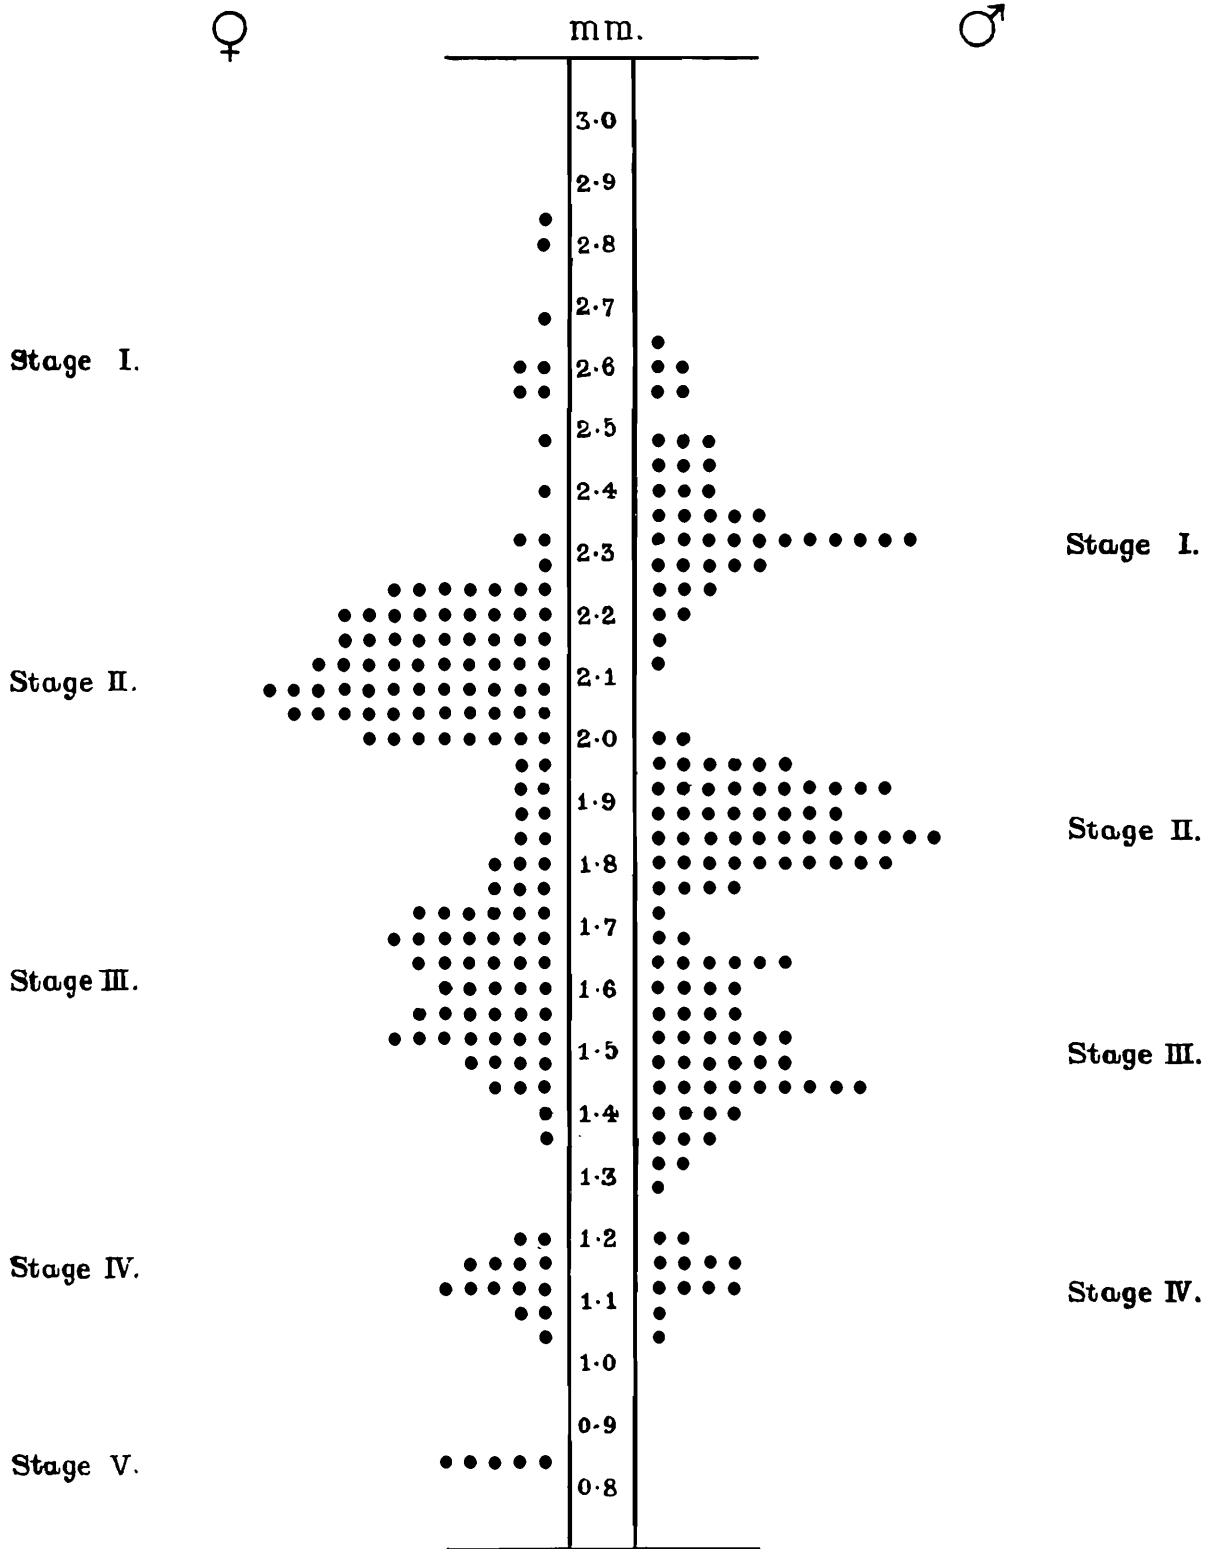 ♀ mm. ♂
3·0
2·9
2·8
2·7
Stage I.
2·6
2·5
2·4
Stage I.
2·3
2·2
Stage II.
2·1
2·0
1·9
Stage II.
1·8
1·7
Stage III.
1·6
1·5
Stage III.
1·4
1·3
1·2
Stage IV.
1·1
Stage IV.
1·0
0·9
Stage V.
0·8